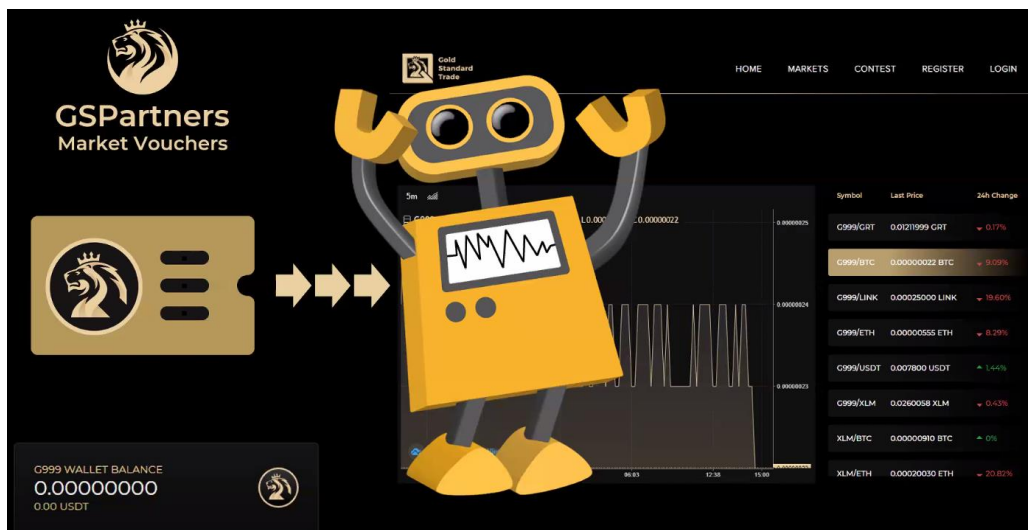 GSPartners
Market Vouchers
G999 WALLET BALANCE
0.00000000
0.00 USDT
Gold
Standard
Trade
HOME MARKETS CONTEST REGISTER LOGIN
5m
0.00000022
0.00000025
0.00000024
0.00000023
06:03 12:58 15:00
Symbol Last Price 24h Change
G999/GRT 0.01211999 GRT 0.17%
G999/BTC 0.00000022 BTC 9.09%
G999/LINK 0.00025000 LINK 19.60%
G999/ETH 0.00000555 ETH 8.29%
G999/USDT 0.007800 USDT 1.44%
G999/XLM 0.0260058 XLM 0.43%
XLM/BTC 0.00000910 BTC 0%
XLM/ETH 0.00020030 ETH 20.82%